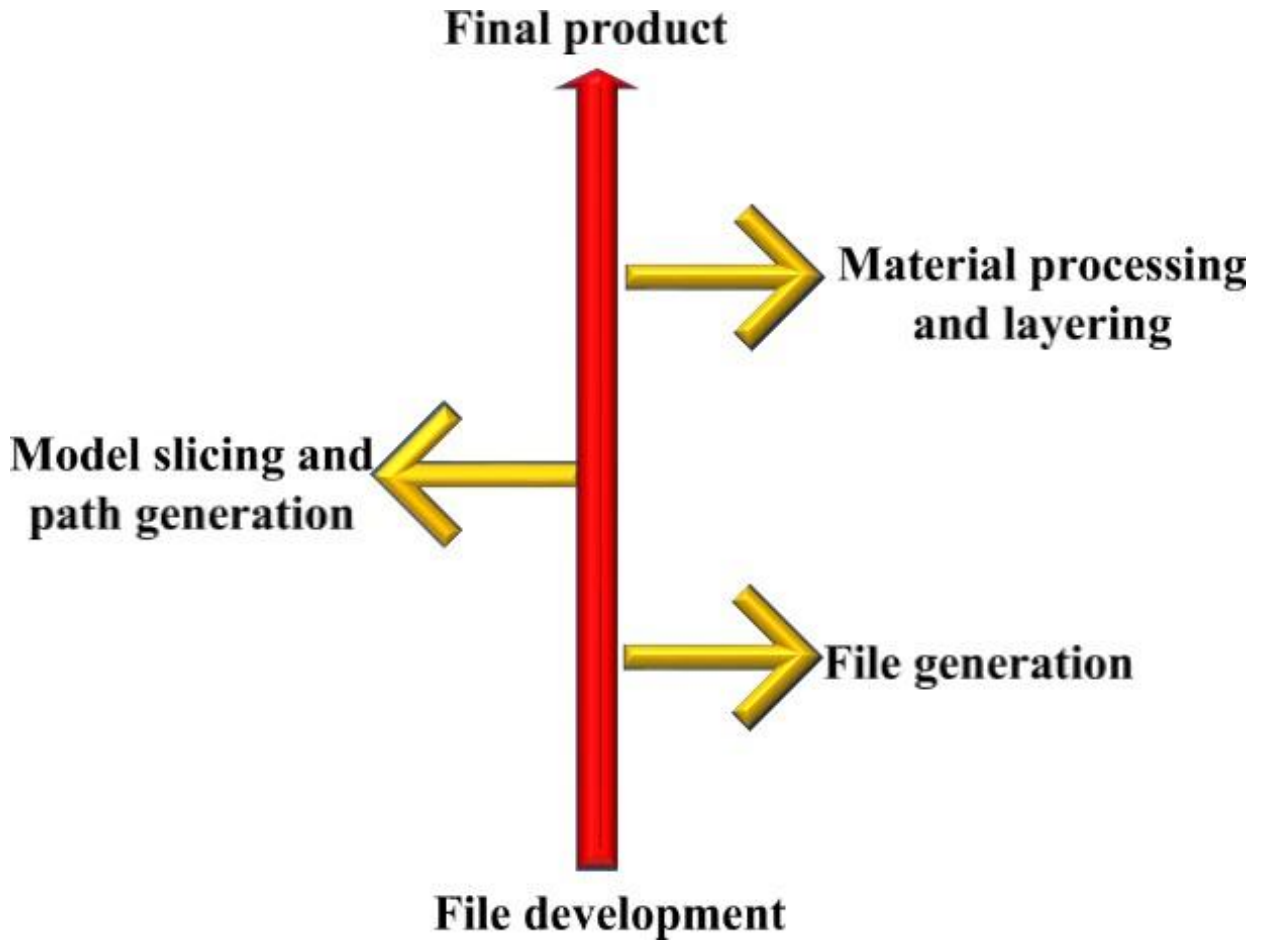 Final product
Material processing
and layering
Model slicing and
path generation
File generation
File development